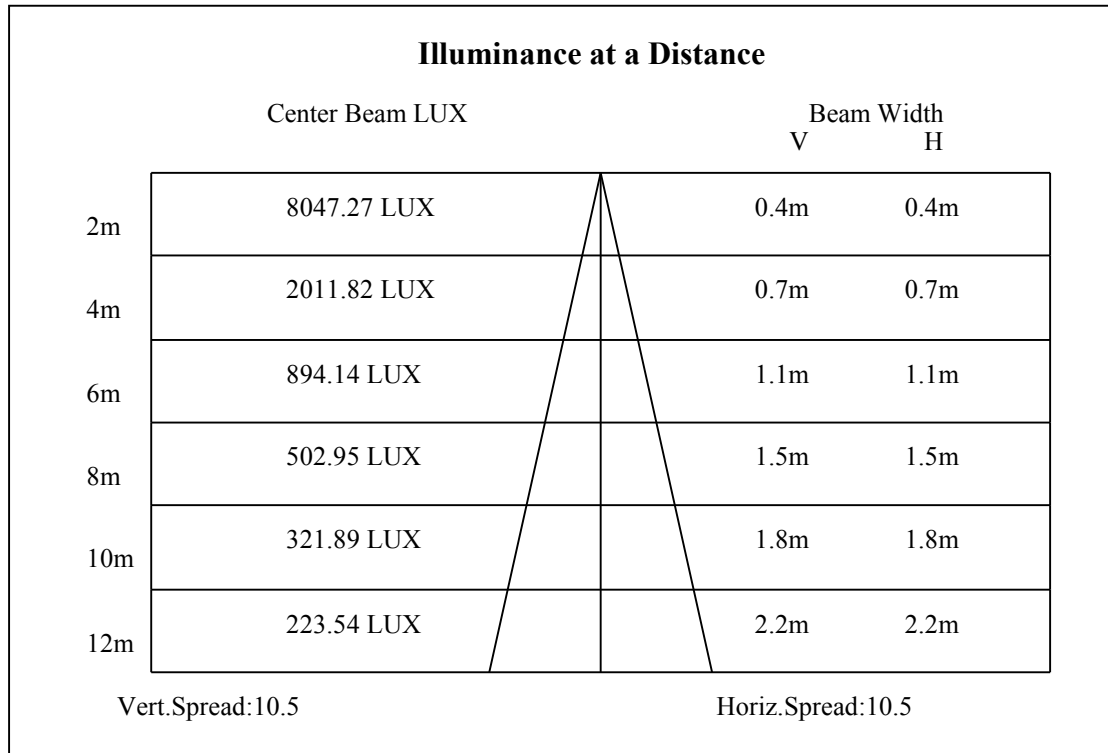 Illuminance at a Distance
Center Beam LUX Beam Width
V H
2m 8047.27 LUX 0.4m 0.4m
4m 2011.82 LUX 0.7m 0.7m
6m 894.14 LUX 1.1m 1.1m
8m 502.95 LUX 1.5m 1.5m
10m 321.89 LUX 1.8m 1.8m
12m 223.54 LUX 2.2m 2.2m
Vert.Spread:10.5 Horiz.Spread:10.5